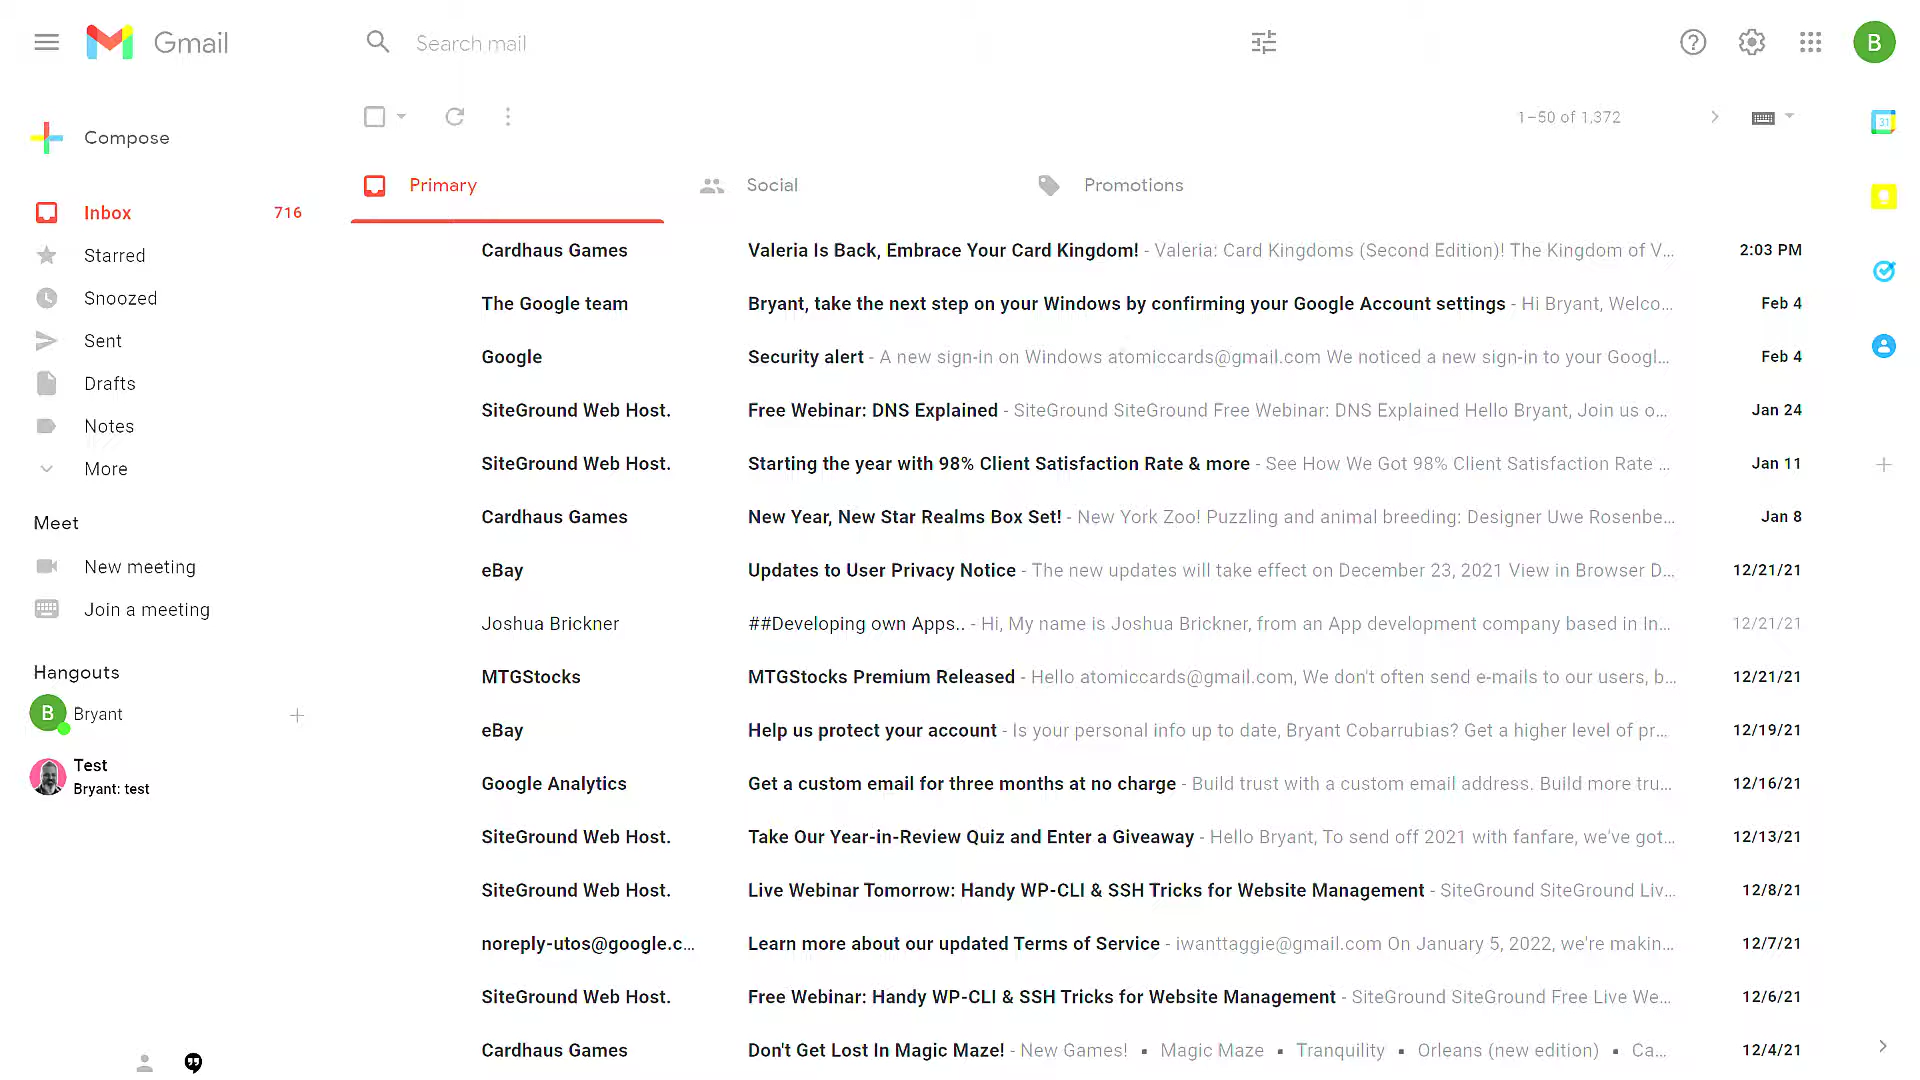 Gmail
Search mail
B
Compose
1–50 of 1,372
31
Primary
Social
Promotions
Inbox 716
Starred
Snoozed
Sent
Drafts
Notes
More
Meet
New meeting
Join a meeting
Hangouts
B Bryant
Test
Bryant: test
Cardhaus Games Valeria Is Back, Embrace Your Card Kingdom! - Valeria: Card Kingdoms (Second Edition)! The Kingdom of V... 2:03 PM
The Google team Bryant, take the next step on your Windows by confirming your Google Account settings - Hi Bryant, Welco... Feb 4
Google Security alert - A new sign-in on Windows atomiccards@gmail.com We noticed a new sign-in to your Googl... Feb 4
SiteGround Web Host. Free Webinar: DNS Explained - SiteGround SiteGround Free Webinar: DNS Explained Hello Bryant, Join us o... Jan 24
SiteGround Web Host. Starting the year with 98% Client Satisfaction Rate & more - See How We Got 98% Client Satisfaction Rate ... Jan 11
Cardhaus Games New Year, New Star Realms Box Set! - New York Zoo! Puzzling and animal breeding: Designer Uwe Rosenbe... Jan 8
eBay Updates to User Privacy Notice - The new updates will take effect on December 23, 2021 View in Browser D... 12/21/21
Joshua Brickner ##Developing own Apps.. - Hi, My name is Joshua Brickner, from an App development company based in In... 12/21/21
MTGStocks MTGStocks Premium Released - Hello atomiccards@gmail.com, We don't often send e-mails to our users, b... 12/21/21
eBay Help us protect your account - Is your personal info up to date, Bryant Cobarrubias? Get a higher level of pr... 12/19/21
Google Analytics Get a custom email for three months at no charge - Build trust with a custom email address. Build more tru... 12/16/21
SiteGround Web Host. Take Our Year-in-Review Quiz and Enter a Giveaway - Hello Bryant, To send off 2021 with fanfare, we've got... 12/13/21
SiteGround Web Host. Live Webinar Tomorrow: Handy WP-CLI & SSH Tricks for Website Management - SiteGround SiteGround Liv... 12/8/21
noreply-utos@google.c... Learn more about our updated Terms of Service - iwanttaggie@gmail.com On January 5, 2022, we're makin... 12/7/21
SiteGround Web Host. Free Webinar: Handy WP-CLI & SSH Tricks for Website Management - SiteGround SiteGround Free Live We... 12/6/21
Cardhaus Games Don't Get Lost In Magic Maze! - New Games! ▪ Magic Maze ▪ Tranquility ▪ Orleans (new edition) ▪ Ca... 12/4/21